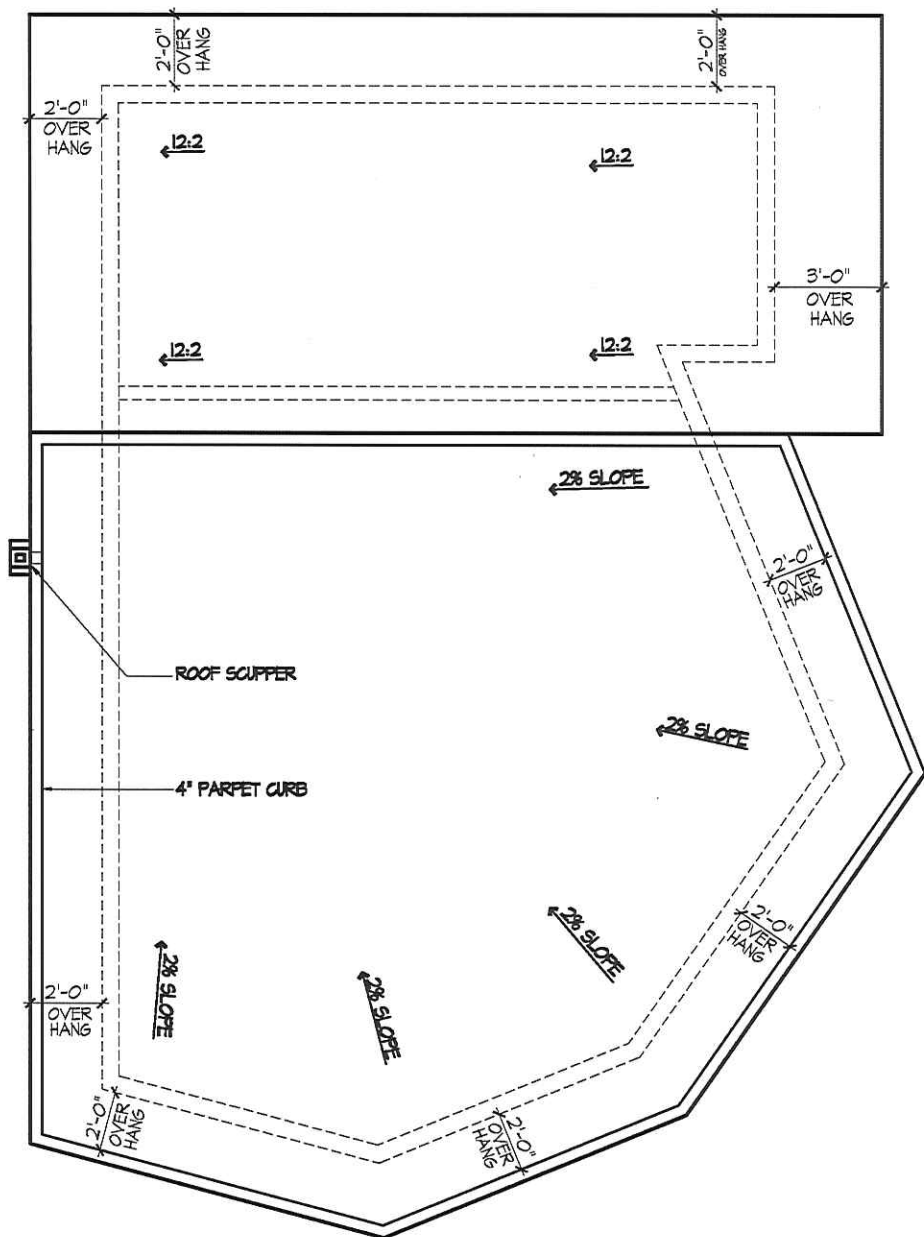 2'-0"
OVER
HANG
2'-0"
OVER HANG
2'-0"
OVER
HANG
12:2
12:2
3'-0"
OVER
HANG
12:2
12:2
2% SLOPE
2'-0"
OVER
HANG
ROOF SCUPPER
2% SLOPE
4" PARPET CURB
2'-0"
OVER
HANG
2% SLOPE
2% SLOPE
2% SLOPE
2'-0"
OVER
HANG
2'-0"
OVER
HANG
2'-0"
OVER
HANG